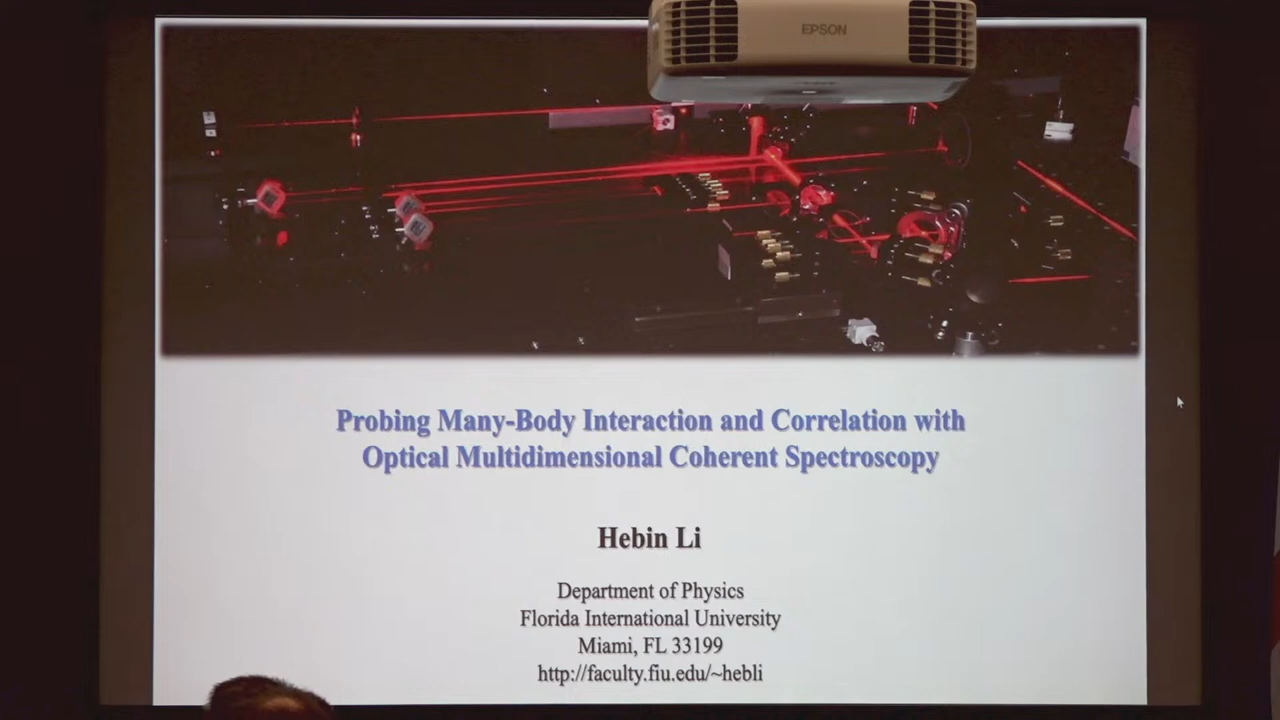 EPSON
Probing Many-Body Interaction and Correlation with
Optical Multidimensional Coherent Spectroscopy
Hebin Li
Department of Physics
Florida International University
Miami, FL 33199
http://faculty.fiu.edu/~hebli